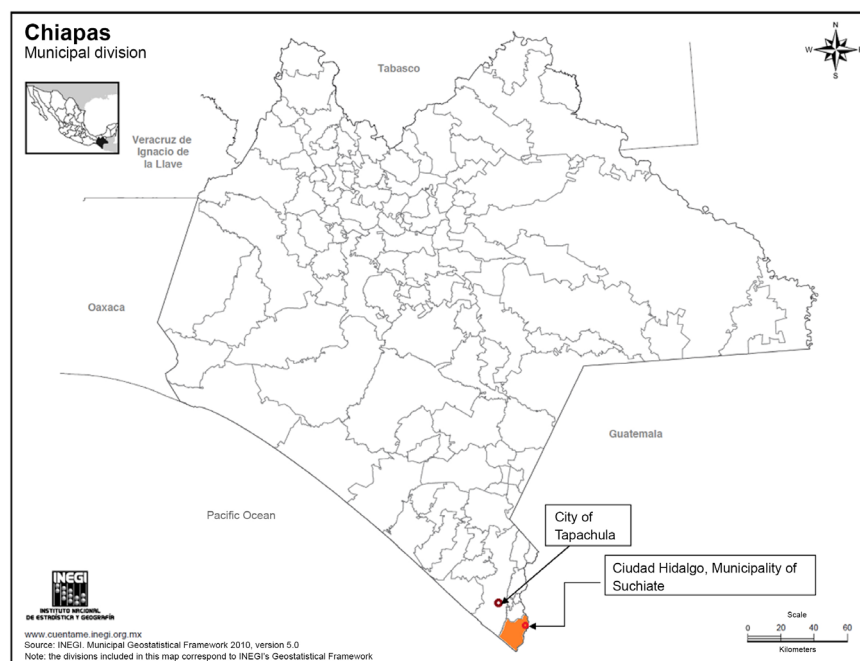 Chiapas
Municipal division
N
W
E
S
Tabasco
Veracruz de
Ignacio de
la Llave
Oaxaca
Guatemala
Pacific Ocean
City of
Tapachula
Ciudad Hidalgo, Municipality of
Suchiate
INEGI
INSTITUTO NACIONAL
DE ESTADÍSTICA Y GEOGRAFÍA
www.cuentame.inegi.org.mx
Source: INEGI. Municipal Geostatistical Framework 2010, version 5.0
Note: the divisions included in this map correspond to INEGI's Geostatistical Framework
Scale
0 20 40 60
Kilometers